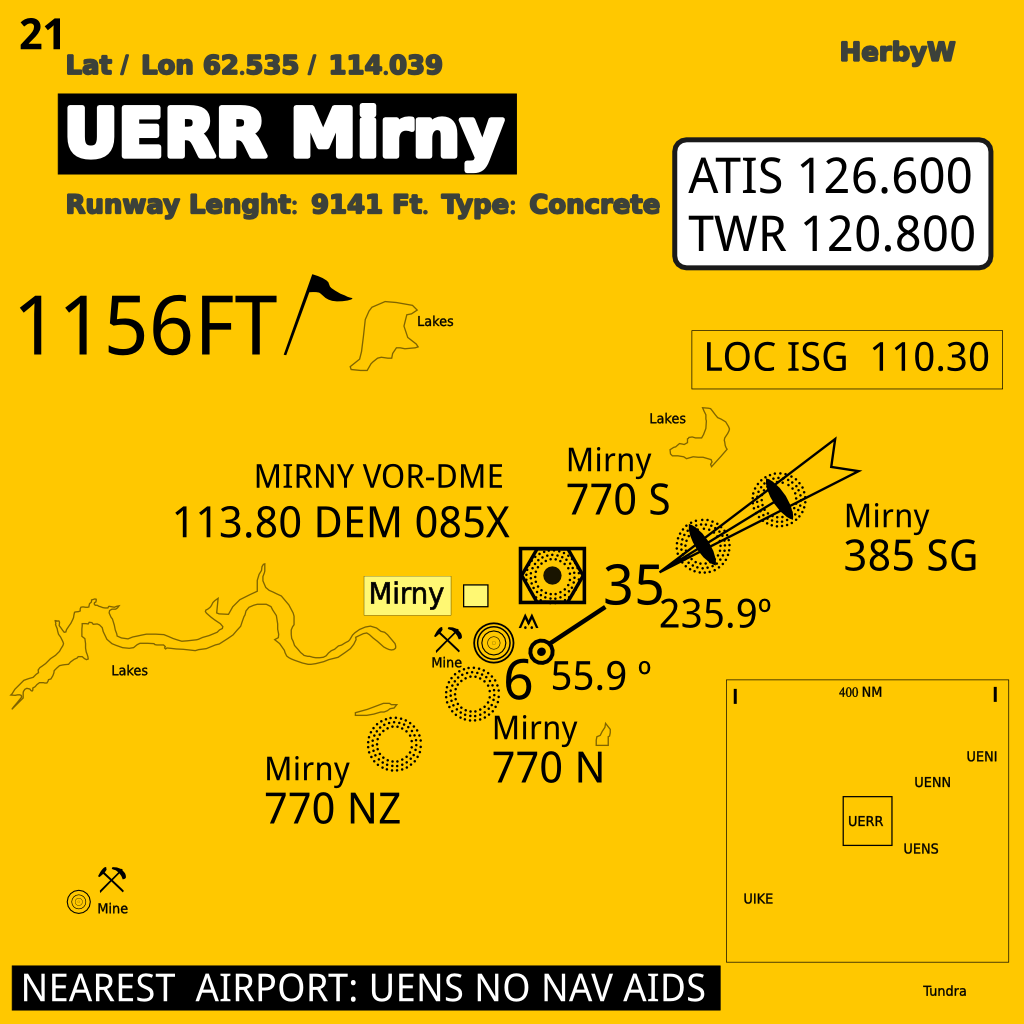 21
Lat / Lon 62.535 / 114.039
HerbyW
UERR Mirny
Runway Lenght: 9141 Ft. Type: Concrete
ATIS 126.600
TWR 120.800
1156FT
Lakes
LOC ISG 110.30
Lakes
MIRNY VOR-DME
113.80 DEM 085X
Mirny
770 S
Mirny
385 SG
Mirny
35
235.9º
Mine
6
55.9 º
Lakes
Mirny
770 N
Mirny
770 NZ
400 NM
UENI
UENN
UERR
UENS
UIKE
Mine
NEAREST AIRPORT: UENS NO NAV AIDS
Tundra